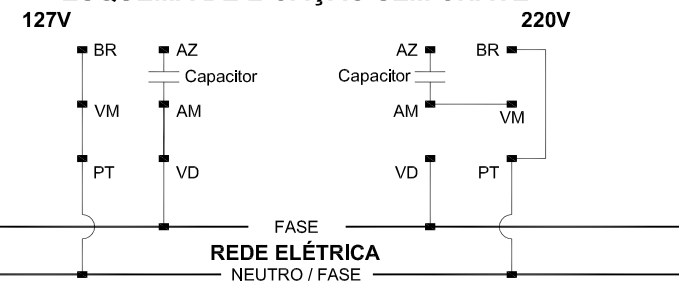 127V
220V
BR
AZ
AZ
BR
Capacitor
Capacitor
VM
AM
AM
VM
PT
VD
VD
PT
FASE
REDE ELÉTRICA
NEUTRO / FASE